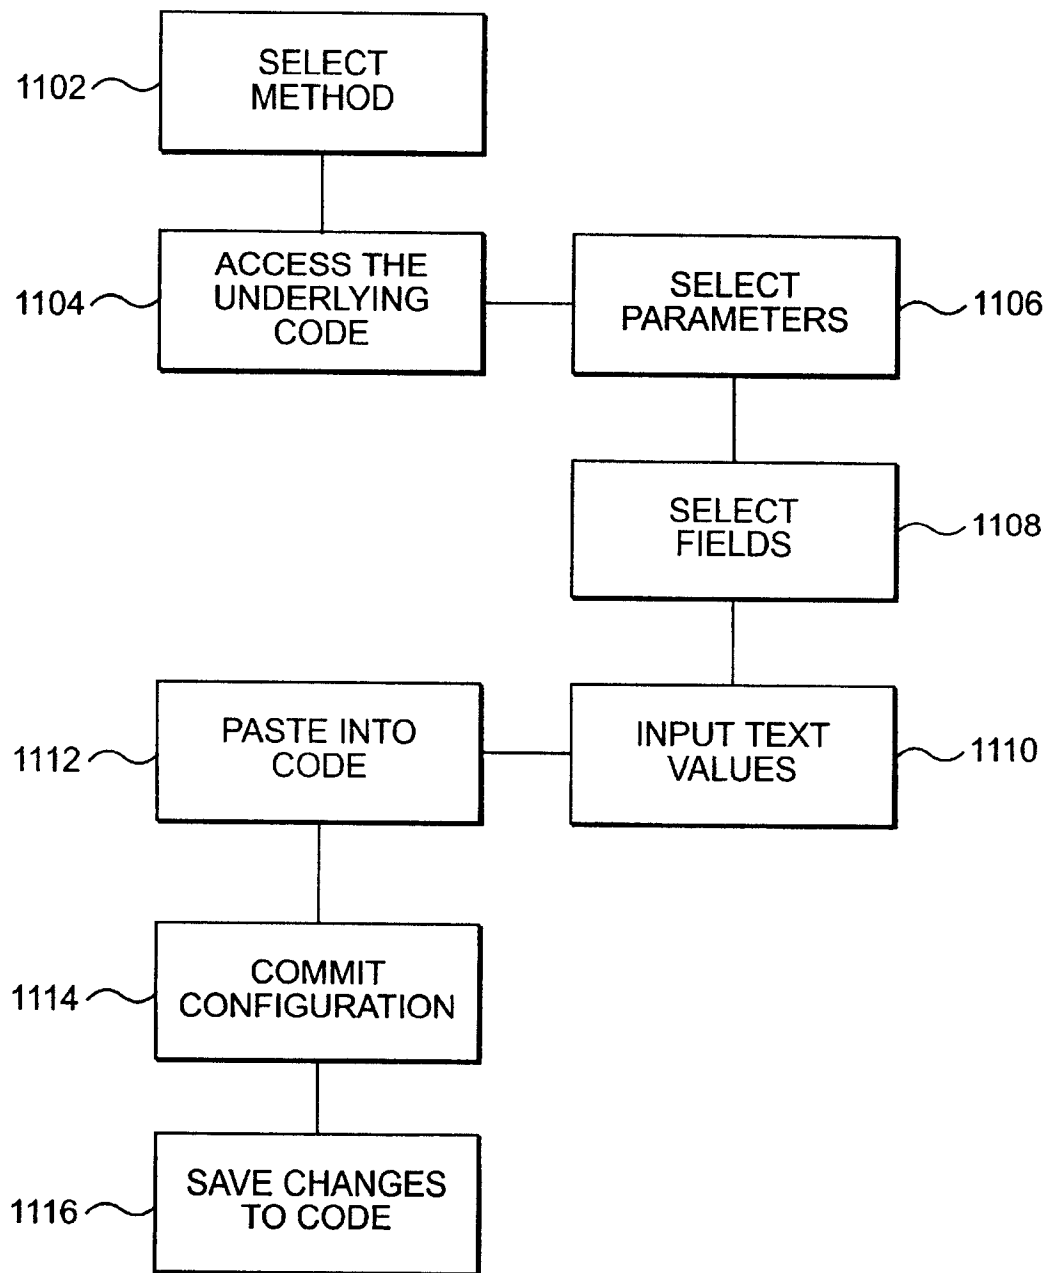 1102
SELECT
METHOD
1104
ACCESS THE
UNDERLYING
CODE
SELECT
PARAMETERS
1106
SELECT
FIELDS
1108
INPUT TEXT
VALUES
1110
1112
PASTE INTO
CODE
1114
COMMIT
CONFIGURATION
1116
SAVE CHANGES
TO CODE